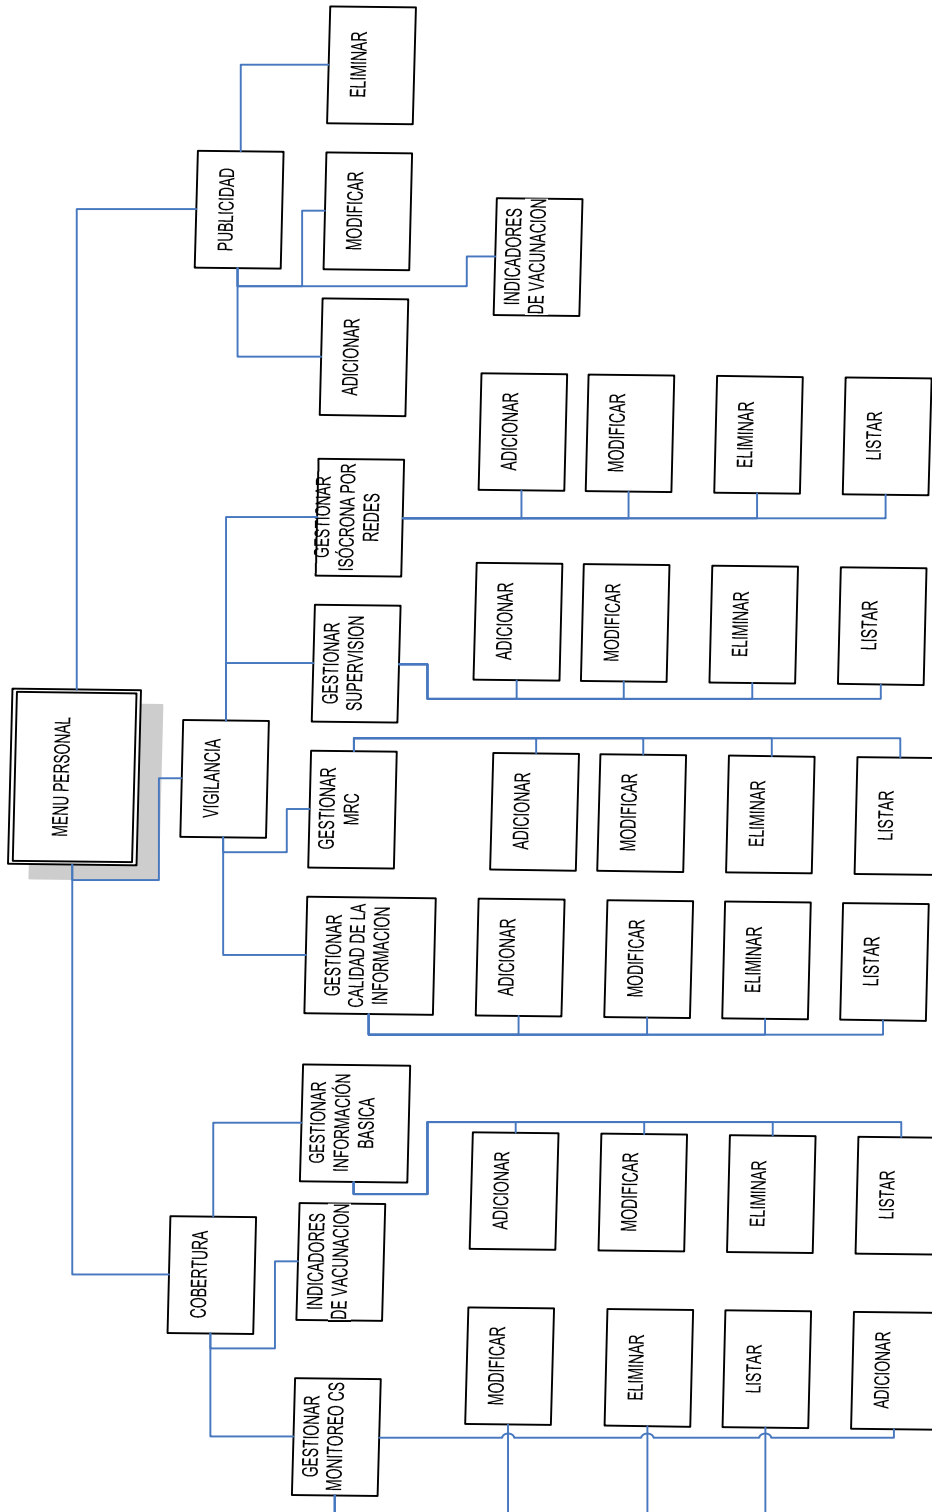 MENU PERSONAL
COBERTURA
VIGILANCIA
PUBLICIDAD
GESTIONAR
MONITOREO CS
INDICADORES
DE VACUNACION
GESTIONAR
INFORMACIÓN
BASICA
GESTIONAR
CALIDAD DE LA
INFORMACION
GESTIONAR
MRC
GESTIONAR
SUPERVISION
GESTIONAR
ISÓCRONA POR
REDES
ADICIONAR
MODIFICAR
ELIMINAR
MODIFICAR
ADICIONAR
ADICIONAR
ADICIONAR
ADICIONAR
ADICIONAR
INDICADORES
DE VACUNACION
ELIMINAR
MODIFICAR
MODIFICAR
MODIFICAR
MODIFICAR
MODIFICAR
LISTAR
ELIMINAR
ELIMINAR
ELIMINAR
ELIMINAR
ELIMINAR
ADICIONAR
LISTAR
LISTAR
LISTAR
LISTAR
LISTAR